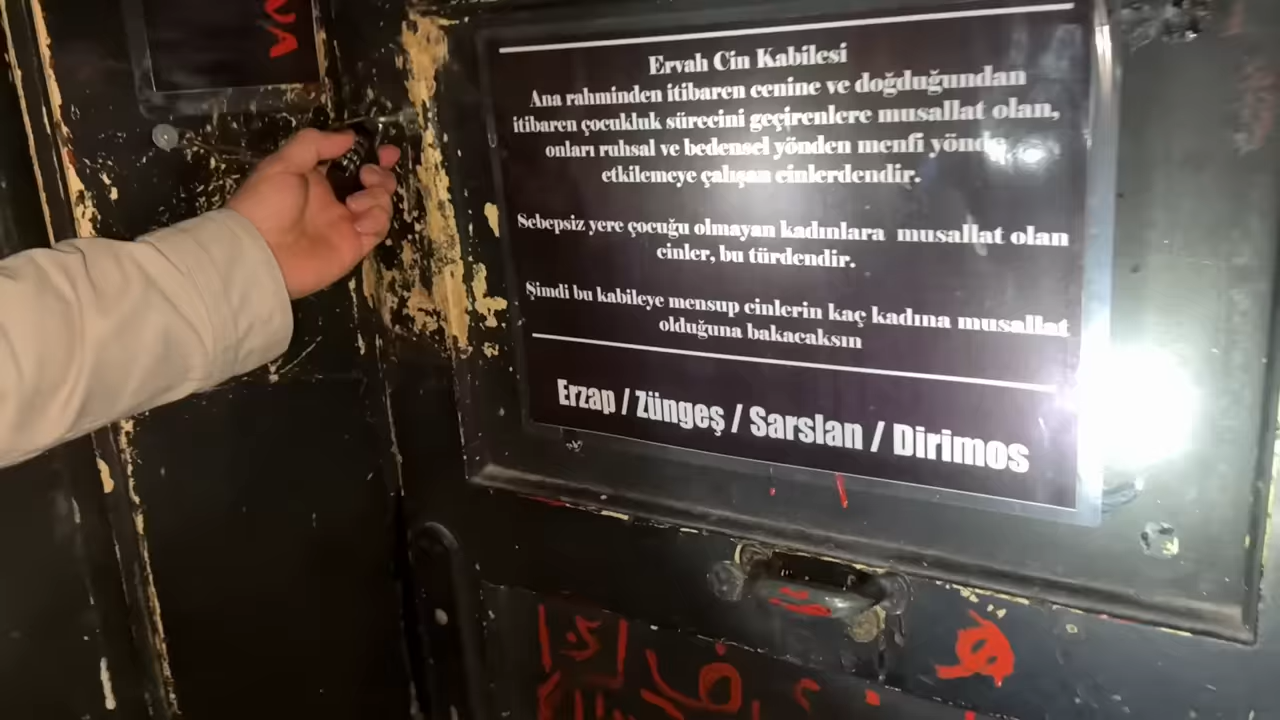 VA
Ervah Cin Kabilesi
Ana rahminden itibaren cenine ve doğduğundan
itibaren çocukluk sürecini geçirenlere musallat olan,
onları ruhsal ve bedensel yönden menfi yönde
etkilemeye çalışan cinlerdendir.
Sebepsiz yere çocuğu olmayan kadınlara musallat olan
cinler, bu türdendir.
Şimdi bu kabileye mensup cinlerin kaç kadına musallat
olduğuna bakacaksın
Erzap / Züngeş / Sarslan / Dirimos